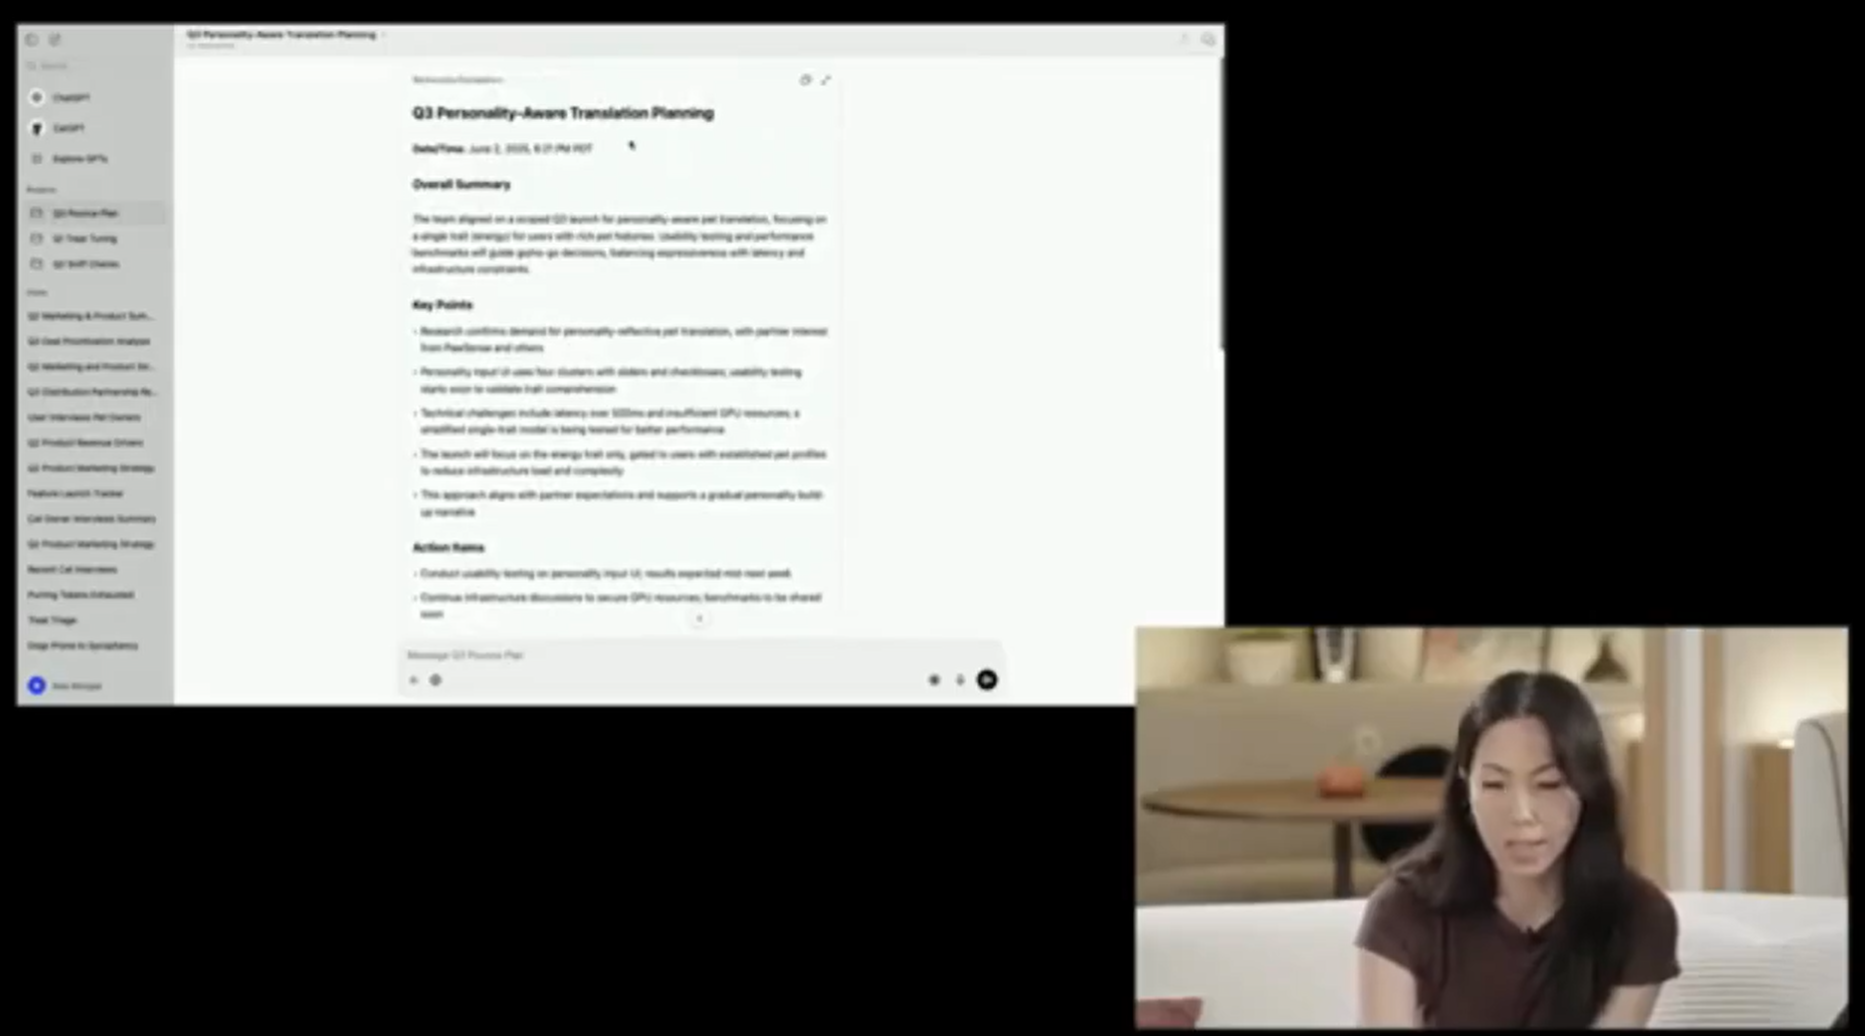 Q3 Personality-Aware Translation Planning
Search
ChatGPT
CatGPT
Explore GPTs
Projects
Q3 Pounce Plan
Q1 Treat Tuning
Q2 Sniff Checks
Chats
Q2 Marketing & Product Sum...
Q3 Goal Prioritization Analysis
Q2 Marketing and Product Str...
Q3 Distribution Partnership Re...
User Interviews Pet Owners
Q2 Product Revenue Drivers
Q2 Product Marketing Strategy
Feature Launch Tracker
Cat Owner Interviews Summary
Q2 Product Marketing Strategy
Recent Cat Interviews
Purring Tokens Exhausted
Treat Triage
Dogs Prone to Sycophancy
Q3 Personality-Aware Translation Planning
Date/Time: June 2, 2025, 6:21 PM PDT
Overall Summary
The team aligned on a scoped Q3 launch for personality-aware pet translation, focusing on
a single trait (energy) for users with rich pet histories. Usability testing and performance
benchmarks will guide go/no-go decisions, balancing expressiveness with latency and
infrastructure constraints.
Key Points
• Research confirms demand for personality-reflective pet translation, with partner interest
from PawSense and others
• Personality input UI uses four clusters with sliders and checkboxes; usability testing
starts soon to validate trait comprehension
• Technical challenges include latency over 500ms and insufficient GPU resources; a
simplified single-trait model is being tested for better performance
• The launch will focus on the energy trait only, gated to users with established pet profiles
to reduce infrastructure load and complexity
• This approach aligns with partner expectations and supports a gradual personality build-
up narrative
Action Items
• Conduct usability testing on personality input UI; results expected mid-next week
• Continue infrastructure discussions to secure GPU resources; benchmarks to be shared
soon
Message Q3 Pounce Plan